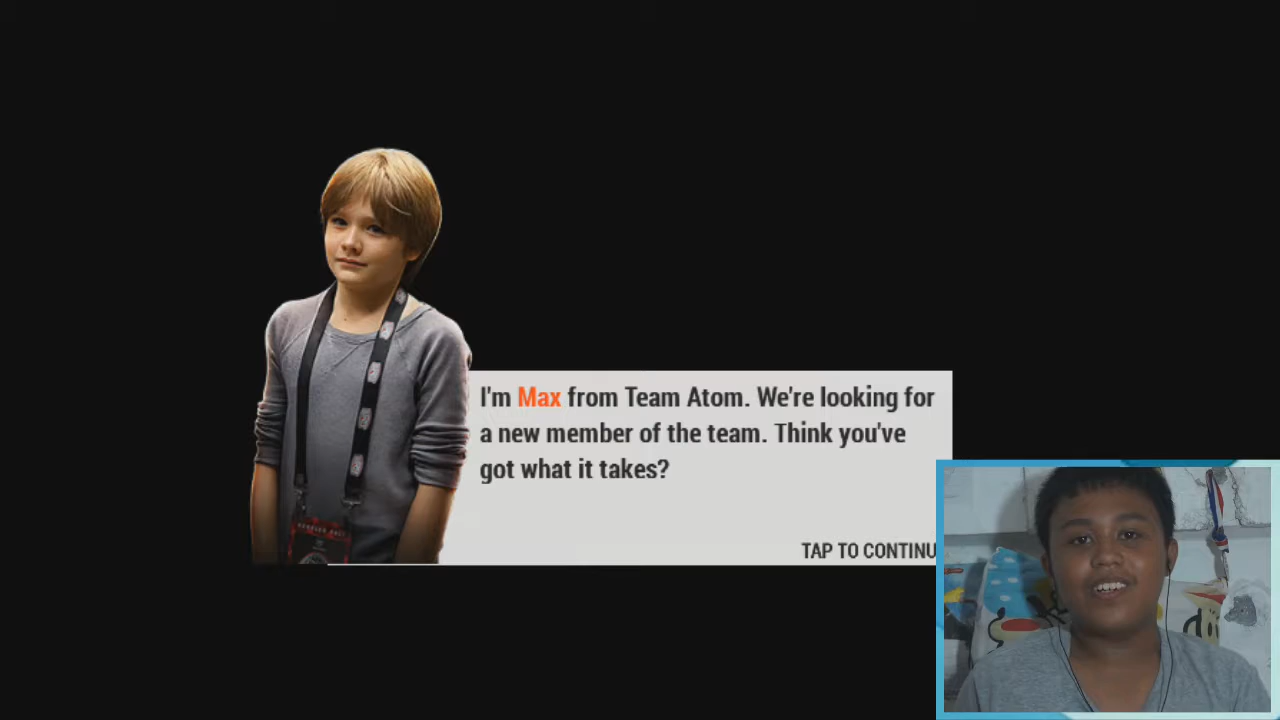 I'm Max from Team Atom. We're looking for
a new member of the team. Think you've
got what it takes?
TAP TO CONTINU